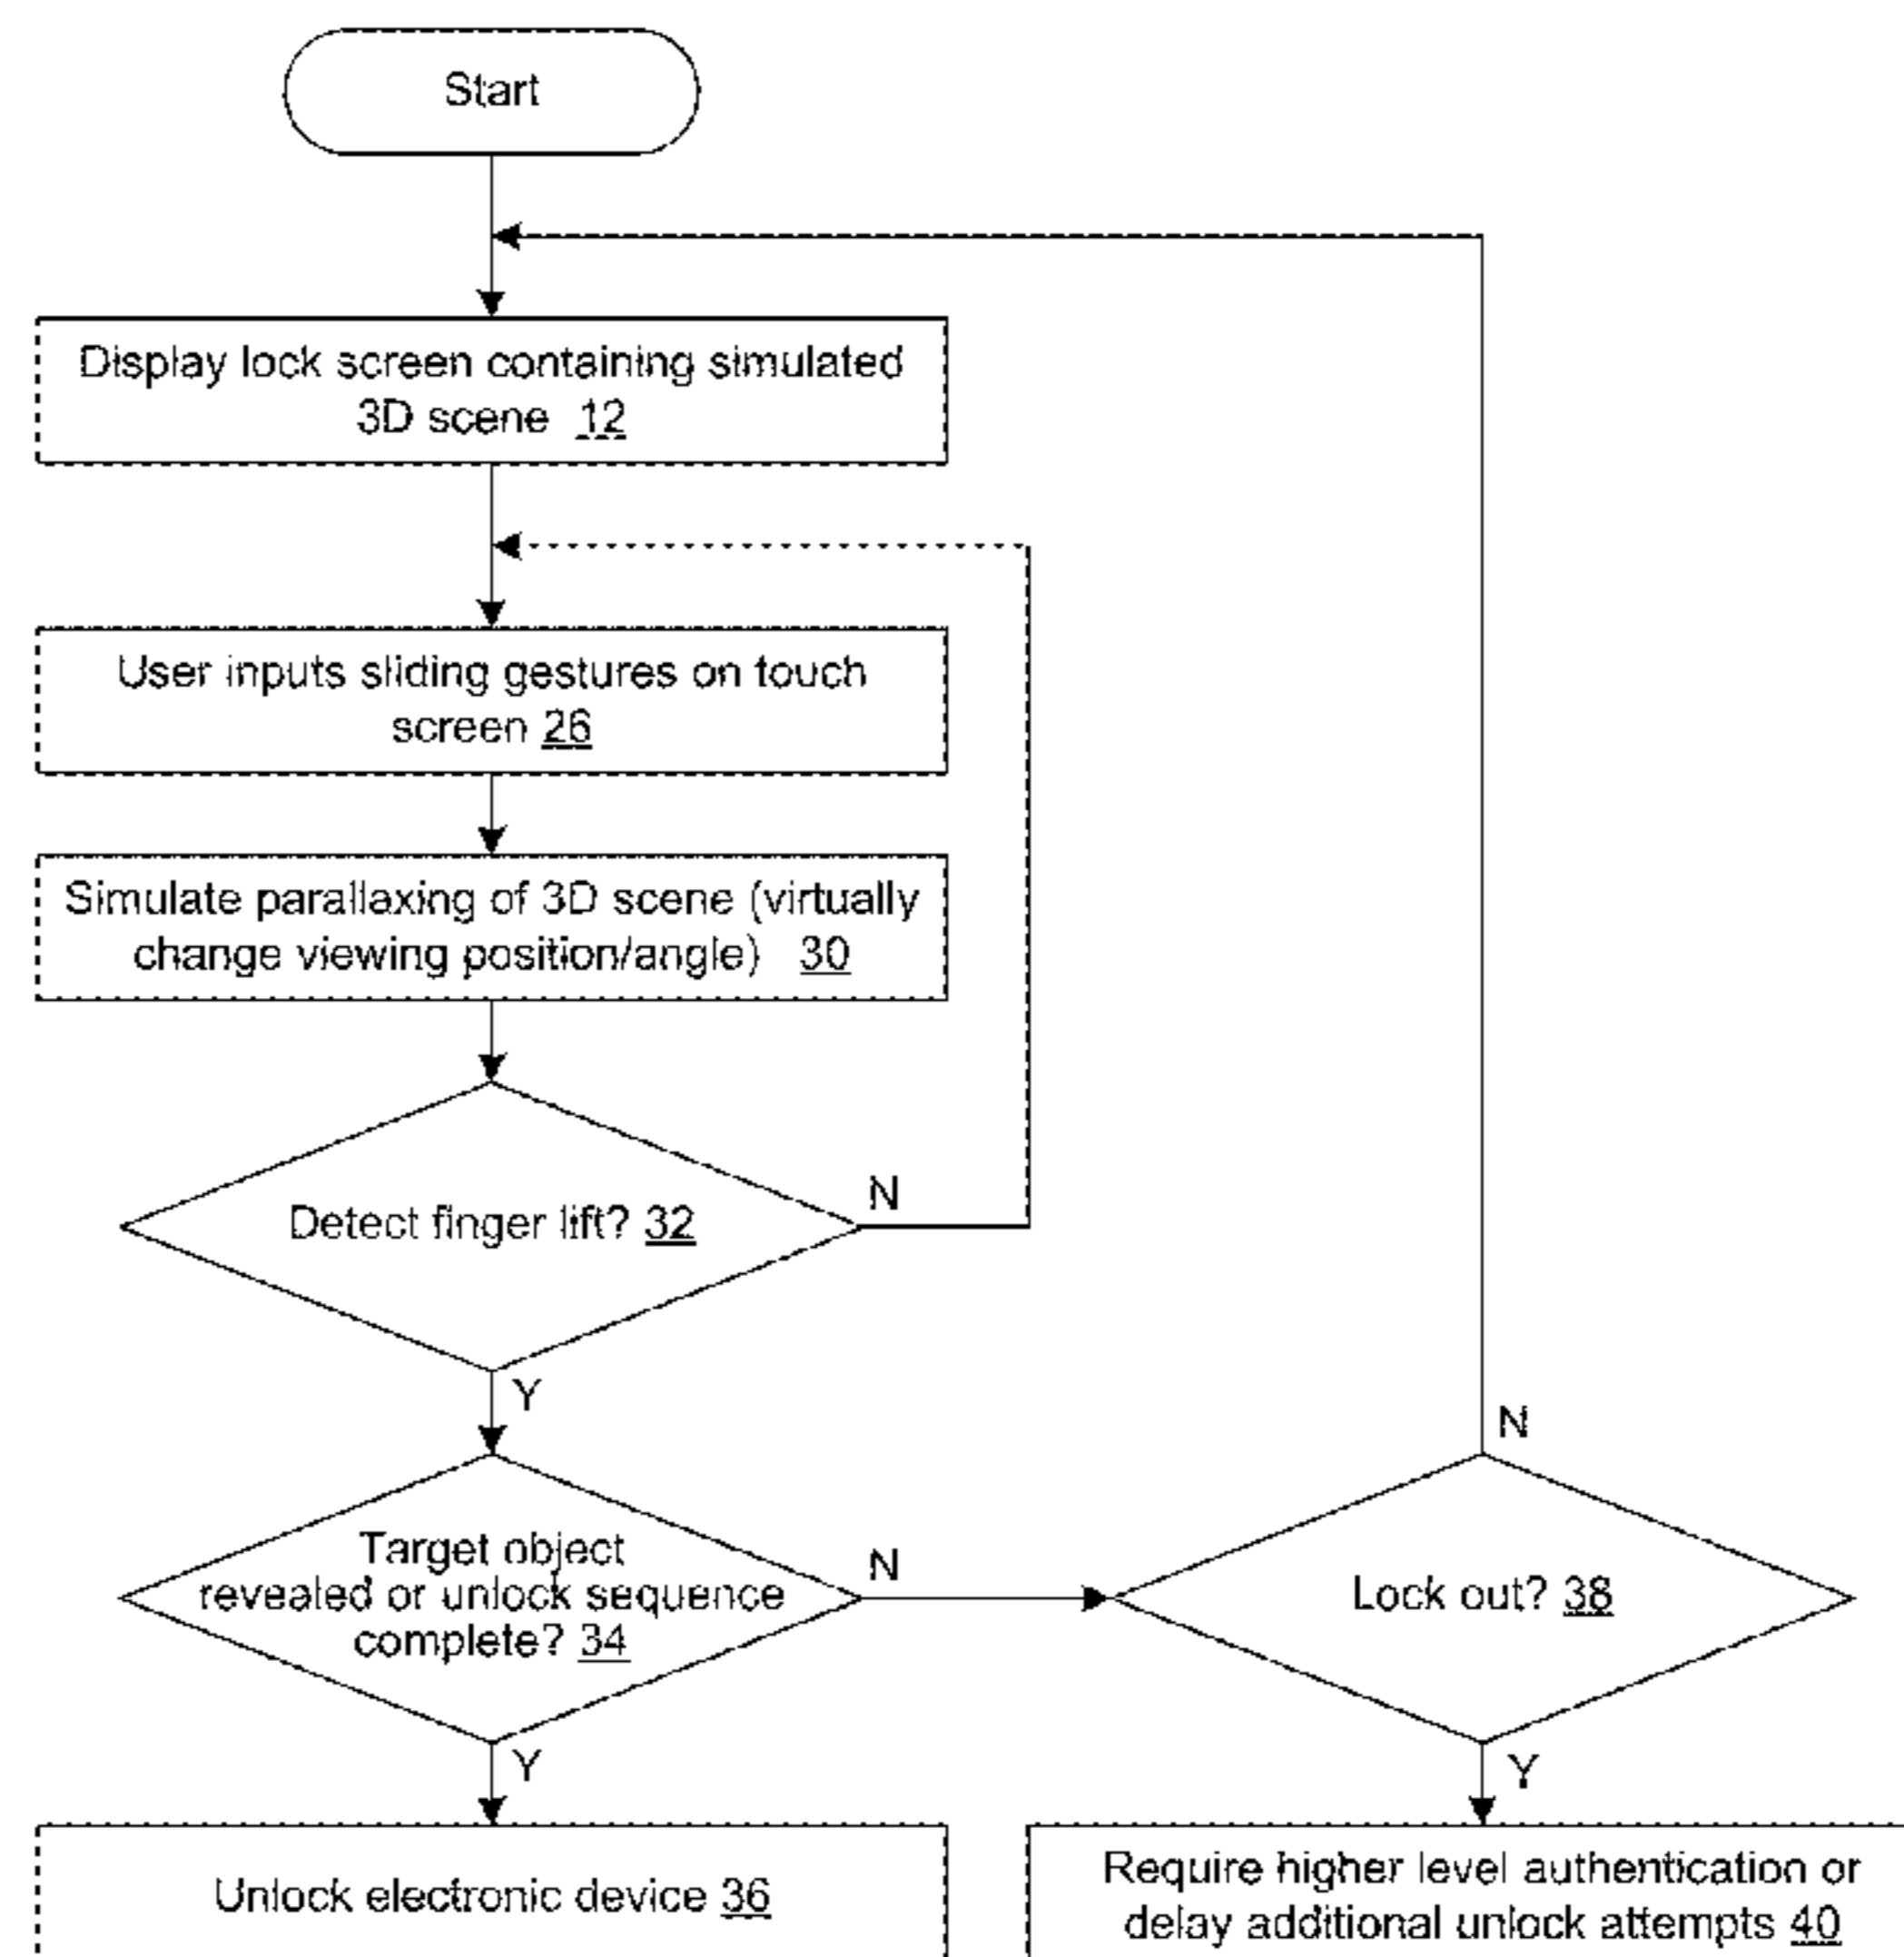 Start
Display lock screen containing simulated
3D scene 12
User inputs sliding gestures on touch
screen 26
Simulate parallaxing of 3D scene (virtually
change viewing position/angle) 30
Detect finger lift? 32
N
Y
Target object
revealed or unlock sequence
complete? 34
N
Y
Lock out? 38
N
Y
Unlock electronic device 36
Require higher level authentication or
delay additional unlock attempts 40